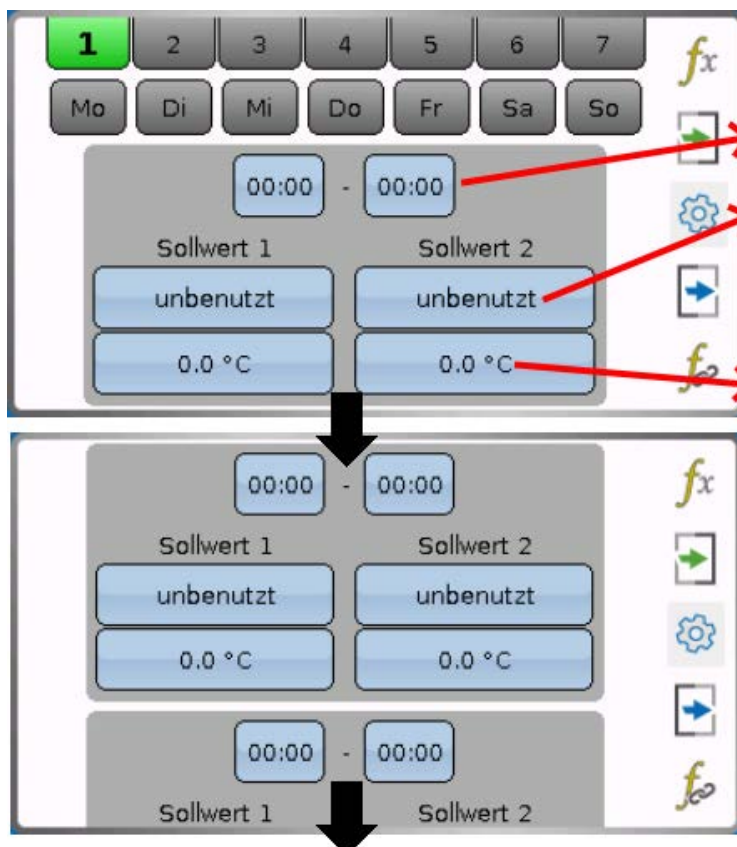 1 2 3 4 5 6 7
Mo Di Mi Do Fr Sa So
00:00 - 00:00
Sollwert 1 Sollwert 2
unbenutzt unbenutzt
0.0 °C 0.0 °C
00:00 - 00:00
Sollwert 1 Sollwert 2
unbenutzt unbenutzt
0.0 °C 0.0 °C
00:00 - 00:00
Sollwert 1 Sollwert 2